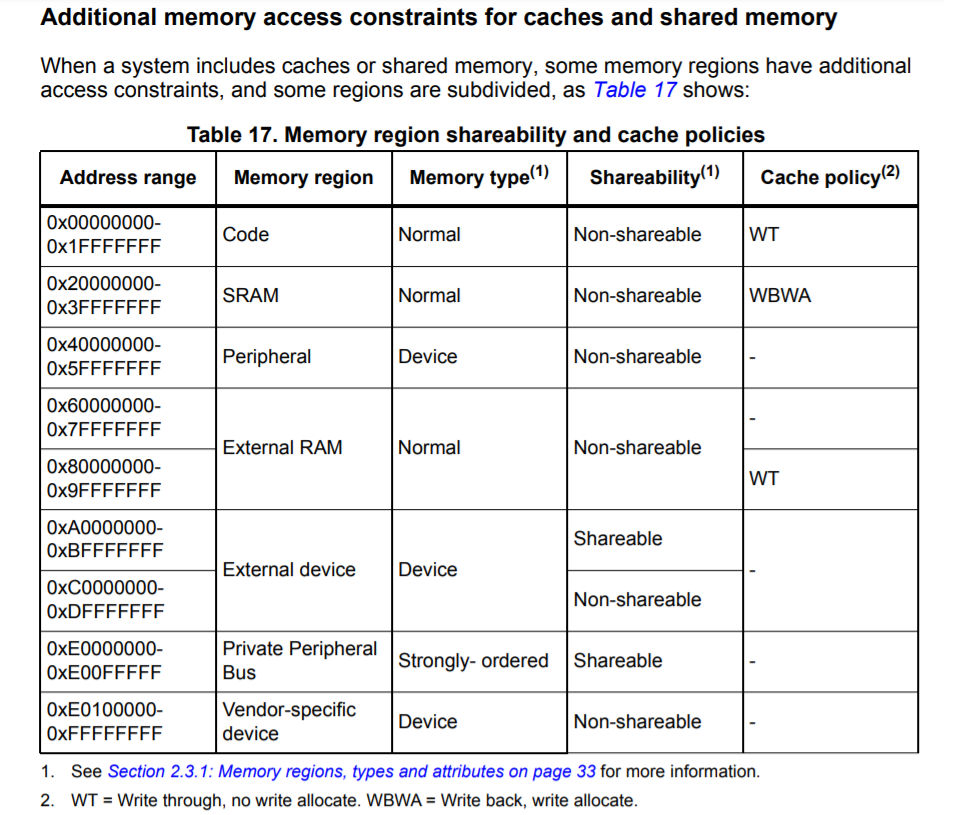 Additional memory access constraints for caches and shared memory
When a system includes caches or shared memory, some memory regions have additional
access constraints, and some regions are subdivided, as Table 17 shows:
Table 17. Memory region shareability and cache policies
Address range Memory region Memory type(1) Shareability(1) Cache policy(2)
0x00000000-
0x1FFFFFFF
Code Normal Non-shareable WT
0x20000000-
0x3FFFFFFF
SRAM Normal Non-shareable WBWA
0x40000000-
0x5FFFFFFF
Peripheral Device Non-shareable -
0x60000000-
0x7FFFFFFF
-
External RAM Normal Non-shareable
0x80000000-
0x9FFFFFFF
WT
0xA0000000-
0xBFFFFFFF
Shareable
External device Device -
0xC0000000-
0xDFFFFFFF
Non-shareable
0xE0000000-
0xE00FFFFF
Private Peripheral
Bus
Strongly- ordered Shareable -
0xE0100000-
0xFFFFFFFF
Vendor-specific
device
Device Non-shareable -
1. See Section 2.3.1: Memory regions, types and attributes on page 33 for more information.
2. WT = Write through, no write allocate. WBWA = Write back, write allocate.